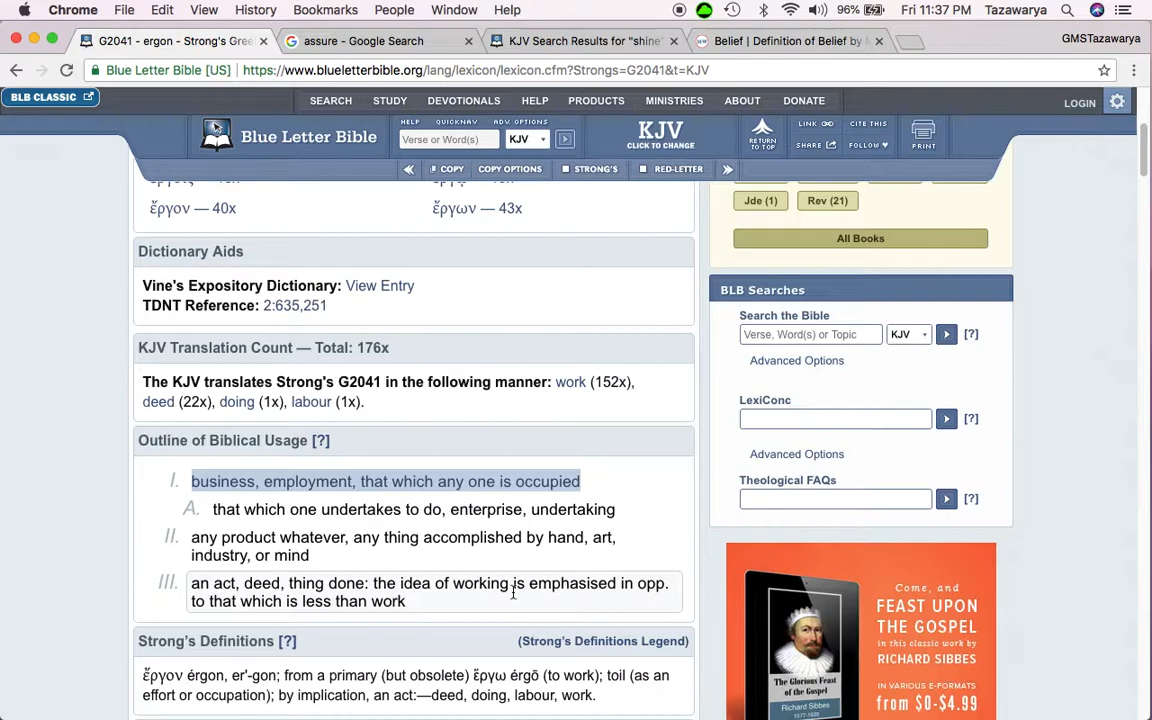 Chrome File Edit View History Bookmarks People Window Help 96% Fri 11:37 PM Tazawarya
G2041 - ergon - Strong's Gree × assure - Google Search × KJV Search Results for "shine" × Belief | Definition of Belief by M × GMSTazawarya
Blue Letter Bible [US] https://www.blueletterbible.org/lang/lexicon/lexicon.cfm?Strongs=G2041&t=KJV
BLB CLASSIC SEARCH STUDY DEVOTIONALS HELP PRODUCTS MINISTRIES ABOUT DONATE LOGIN
Blue Letter Bible
HELP QUICKNAV ADV. OPTIONS
Verse or Word(s) KJV
KJV
CLICK TO CHANGE
RETURN TO TOP
LINK CITE THIS
SHARE FOLLOW
PRINT
COPY COPY OPTIONS STRONG'S RED-LETTER
ἔργον — 40x ἔργων — 43x
Dictionary Aids
Vine's Expository Dictionary: View Entry
TDNT Reference: 2:635,251
KJV Translation Count — Total: 176x
The KJV translates Strong's G2041 in the following manner: work (152x),
deed (22x), doing (1x), labour (1x).
Outline of Biblical Usage [?]
I. business, employment, that which any one is occupied
A. that which one undertakes to do, enterprise, undertaking
II. any product whatever, any thing accomplished by hand, art,
industry, or mind
III. an act, deed, thing done: the idea of working is emphasised in opp.
to that which is less than work
Strong's Definitions [?] (Strong's Definitions Legend)
ἔργον érgon, er'-gon; from a primary (but obsolete) ἔργω érgō (to work); toil (as an
effort or occupation); by implication, an act:—deed, doing, labour, work.
Jde (1) Rev (21)
All Books
BLB Searches
Search the Bible
Verse, Word(s) or Topic KJV [?]
Advanced Options
LexiConc
[?]
Advanced Options
Theological FAQs
[?]
Come, and
FEAST UPON
THE GOSPEL
in this classic work by
RICHARD SIBBES
The Glorious Feast
of the Gospel
Richard Sibbes
1577-1635
IN VARIOUS E-FORMATS
from $0-$4.99